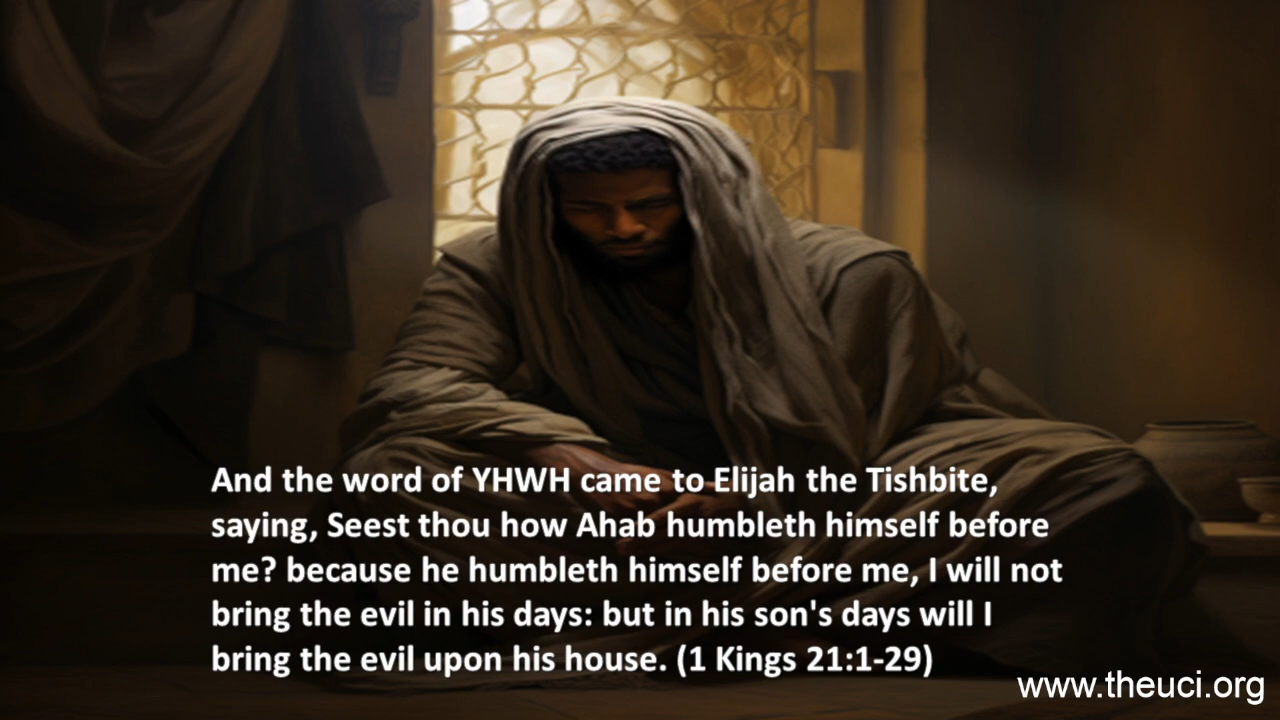 And the word of YHWH came to Elijah the Tishbite,
saying, Seest thou how Ahab humbleth himself before
me? because he humbleth himself before me, I will not
bring the evil in his days: but in his son's days will I
bring the evil upon his house. (1 Kings 21:1-29)
www.theuci.org